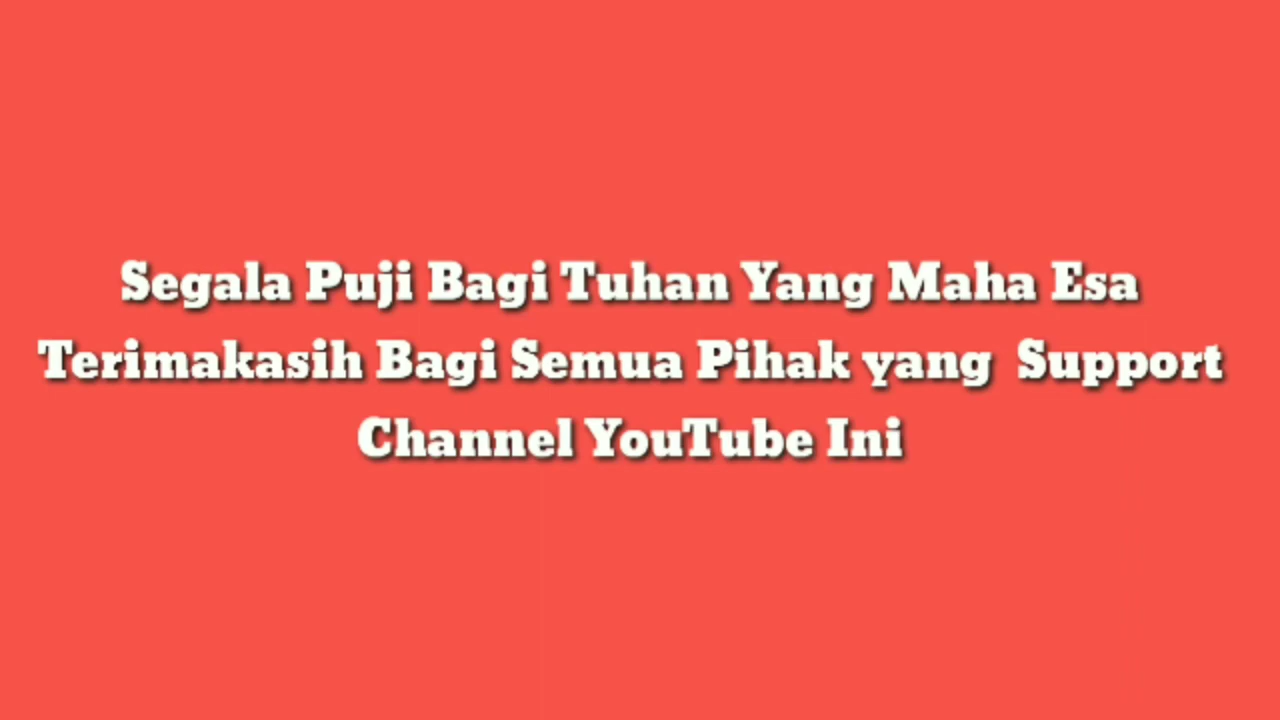 Segala Puji Bagi Tuhan Yang Maha Esa
Terimakasih Bagi Semua Pihak yang  Support
Channel YouTube Ini